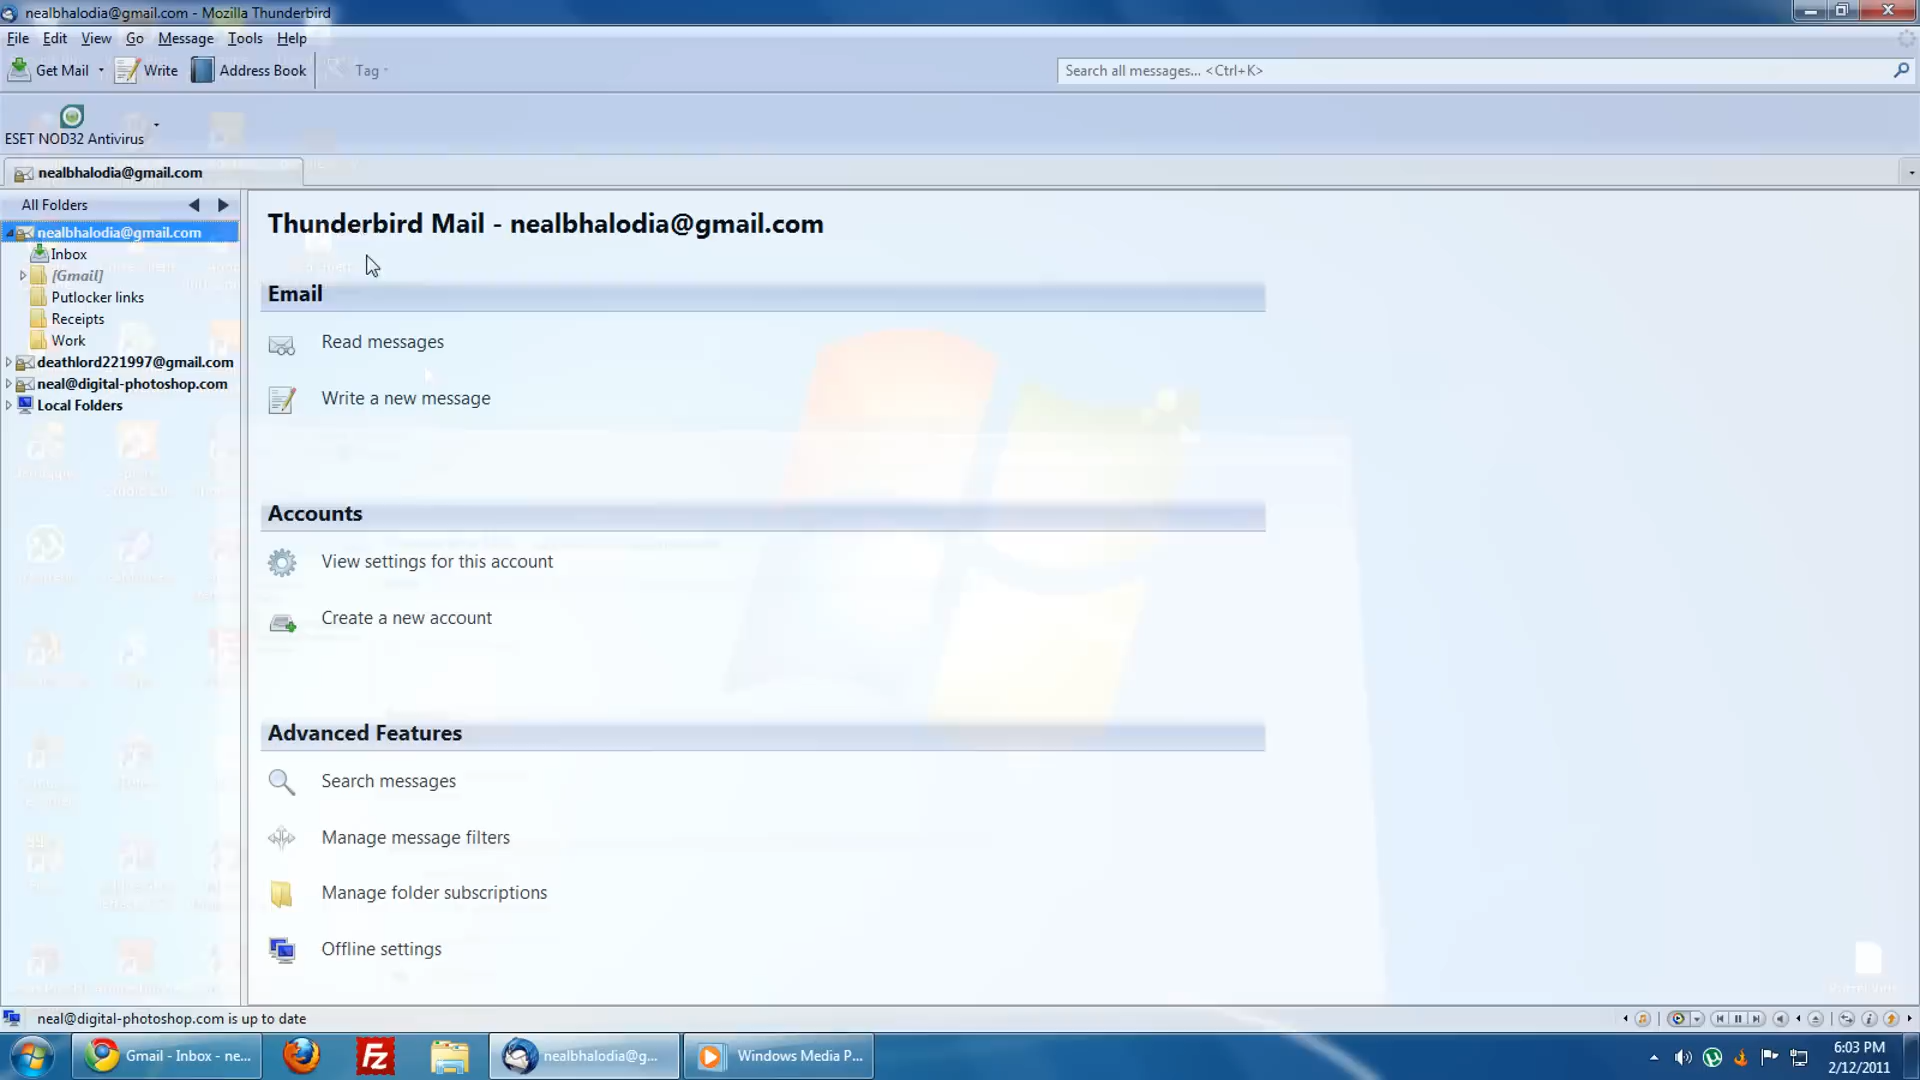 nealbhalodia@gmail.com - Mozilla Thunderbird
File Edit View Go Message Tools Help
Get Mail Write Address Book Tag
Search all messages... <Ctrl+K>
ESET NOD32 Antivirus
nealbhalodia@gmail.com
All Folders
nealbhalodia@gmail.com
Inbox
[Gmail]
Putlocker links
Receipts
Work
deathlord221997@gmail.com
neal@digital-photoshop.com
Local Folders
Thunderbird Mail - nealbhalodia@gmail.com
Email
Read messages
Write a new message
Accounts
View settings for this account
Create a new account
Advanced Features
Search messages
Manage message filters
Manage folder subscriptions
Offline settings
neal@digital-photoshop.com is up to date
Gmail - Inbox - ne...
nealbhalodia@g...
Windows Media P...
6:03 PM
2/12/2011